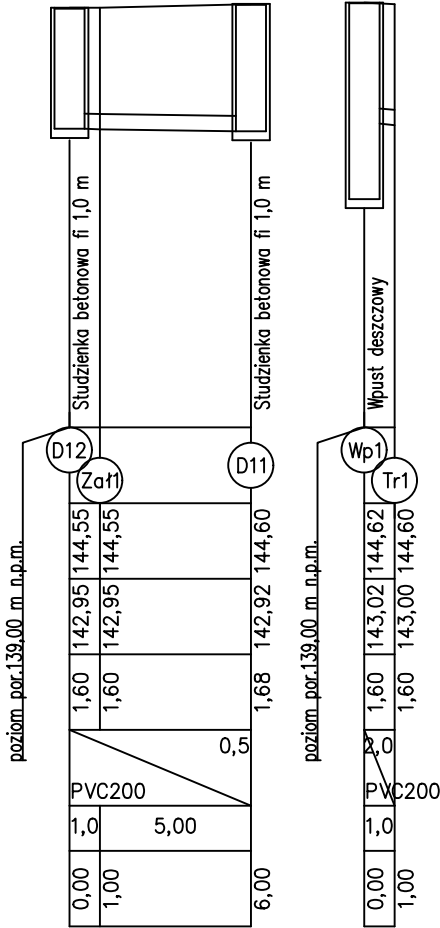 Studzienka betonowa fi 1,0 m
Studzienka betonowa fi 1,0 m
Wpust deszczowy
D12
Zał1
D11
Wp1
Tr1
poziom por.139,00 m n.p.m.
poziom por.139,00 m n.p.m.
144,55
144,55
144,60
144,62
144,60
142,95
142,95
142,92
143,02
143,00
1,60
1,60
1,68
1,60
1,60
0,5
2,0
PVC200
PVC200
1,0
5,00
1,0
0,00
1,00
6,00
0,00
1,00